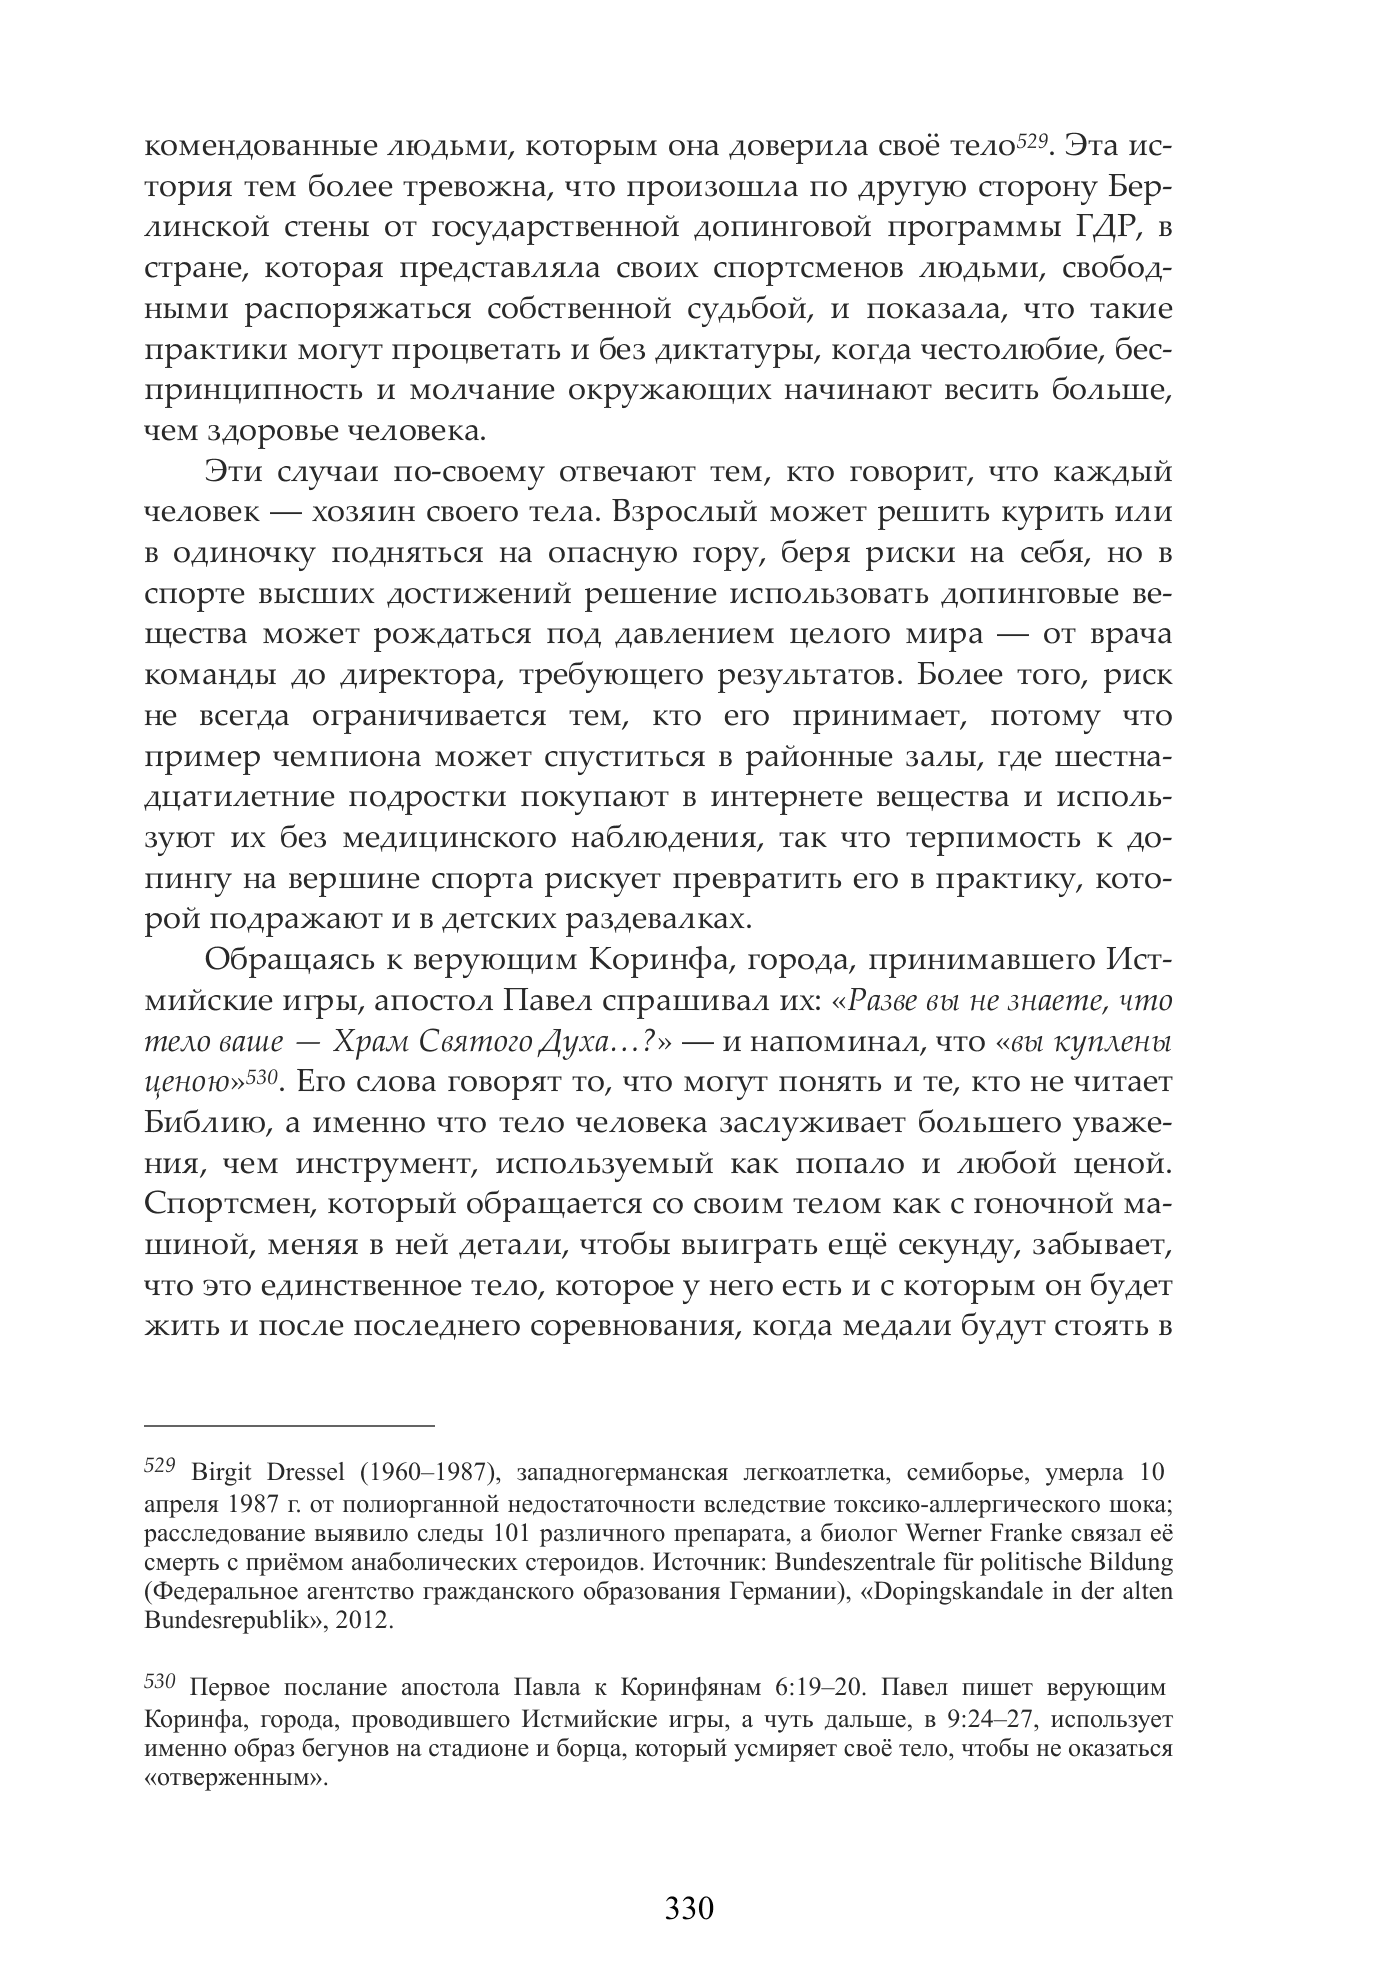 комендованные людьми, которым она доверила своё тело529. Эта ис-
тория тем более тревожна, что произошла по другую сторону Бер-
линской стены от государственной допинговой программы ГДР, в
стране, которая представляла своих спортсменов людьми, свобод-
ными распоряжаться собственной судьбой, и показала, что такие
практики могут процветать и без диктатуры, когда честолюбие, бес-
принципность и молчание окружающих начинают весить больше,
чем здоровье человека.
Эти случаи по-своему отвечают тем, кто говорит, что каждый
человек — хозяин своего тела. Взрослый может решить курить или
в одиночку подняться на опасную гору, беря риски на себя, но в
спорте высших достижений решение использовать допинговые ве-
щества может рождаться под давлением целого мира — от врача
команды до директора, требующего результатов. Более того, риск
не всегда ограничивается тем, кто его принимает, потому что
пример чемпиона может спуститься в районные залы, где шестна-
дцатилетние подростки покупают в интернете вещества и исполь-
зуют их без медицинского наблюдения, так что терпимость к до-
пингу на вершине спорта рискует превратить его в практику, кото-
рой подражают и в детских раздевалках.
Обращаясь к верующим Коринфа, города, принимавшего Ист-
мийские игры, апостол Павел спрашивал их: «Разве вы не знаете, что
тело ваше — Храм Святого Духа…?» — и напоминал, что «вы куплены
ценою»530. Его слова говорят то, что могут понять и те, кто не читает
Библию, а именно что тело человека заслуживает большего уваже-
ния, чем инструмент, используемый как попало и любой ценой.
Спортсмен, который обращается со своим телом как с гоночной ма-
шиной, меняя в ней детали, чтобы выиграть ещё секунду, забывает,
что это единственное тело, которое у него есть и с которым он будет
жить и после последнего соревнования, когда медали будут стоять в
529 Birgit Dressel (1960–1987), западногерманская легкоатлетка, семиборье, умерла 10
апреля 1987 г. от полиорганной недостаточности вследствие токсико-аллергического шока;
расследование выявило следы 101 различного препарата, а биолог Werner Franke связал её
смерть с приёмом анаболических стероидов. Источник: Bundeszentrale für politische Bildung
(Федеральное агентство гражданского образования Германии), «Dopingskandale in der alten
Bundesrepublik», 2012.
530 Первое послание апостола Павла к Коринфянам 6:19–20. Павел пишет верующим
Коринфа, города, проводившего Истмийские игры, а чуть дальше, в 9:24–27, использует
именно образ бегунов на стадионе и борца, который усмиряет своё тело, чтобы не оказаться
«отверженным».
330